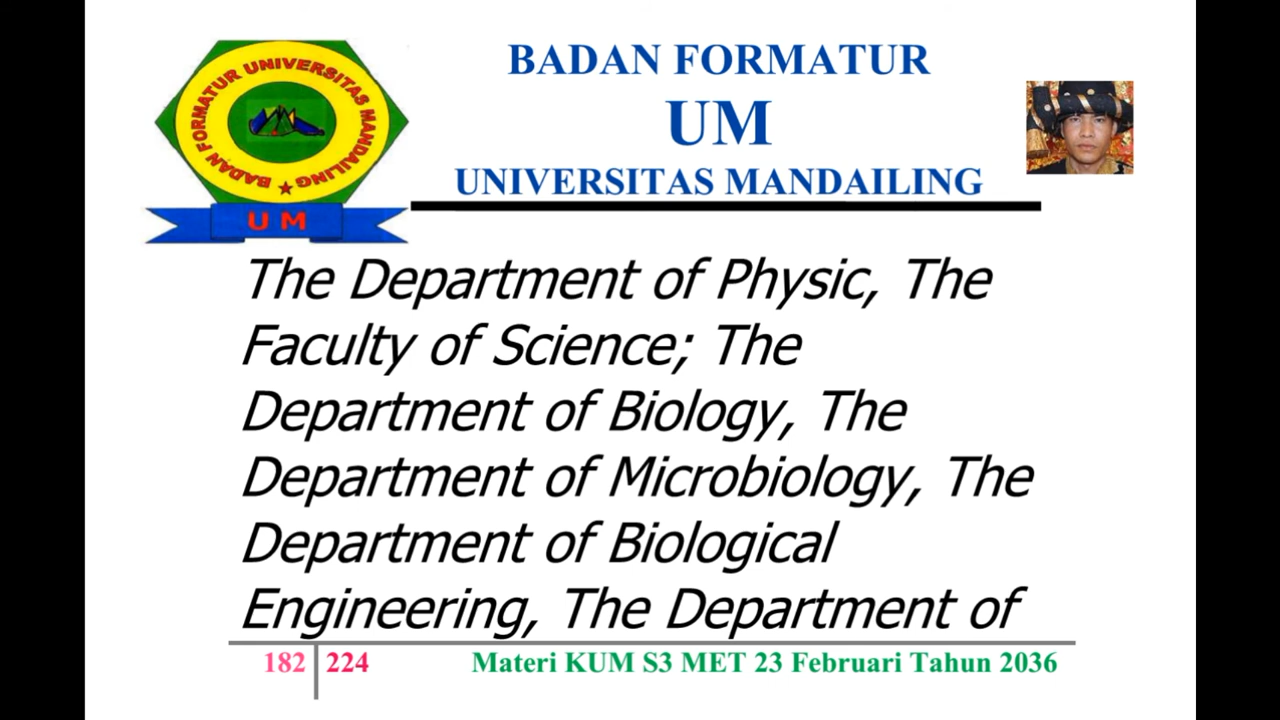 BADAN FORMATUR UNIVERSITAS MANDAILING
UM
BADAN FORMATUR
UM
UNIVERSITAS MANDAILING
The Department of Physic, The
Faculty of Science; The
Department of Biology, The
Department of Microbiology, The
Department of Biological
Engineering, The Department of
182 224 Materi KUM S3 MET 23 Februari Tahun 2036